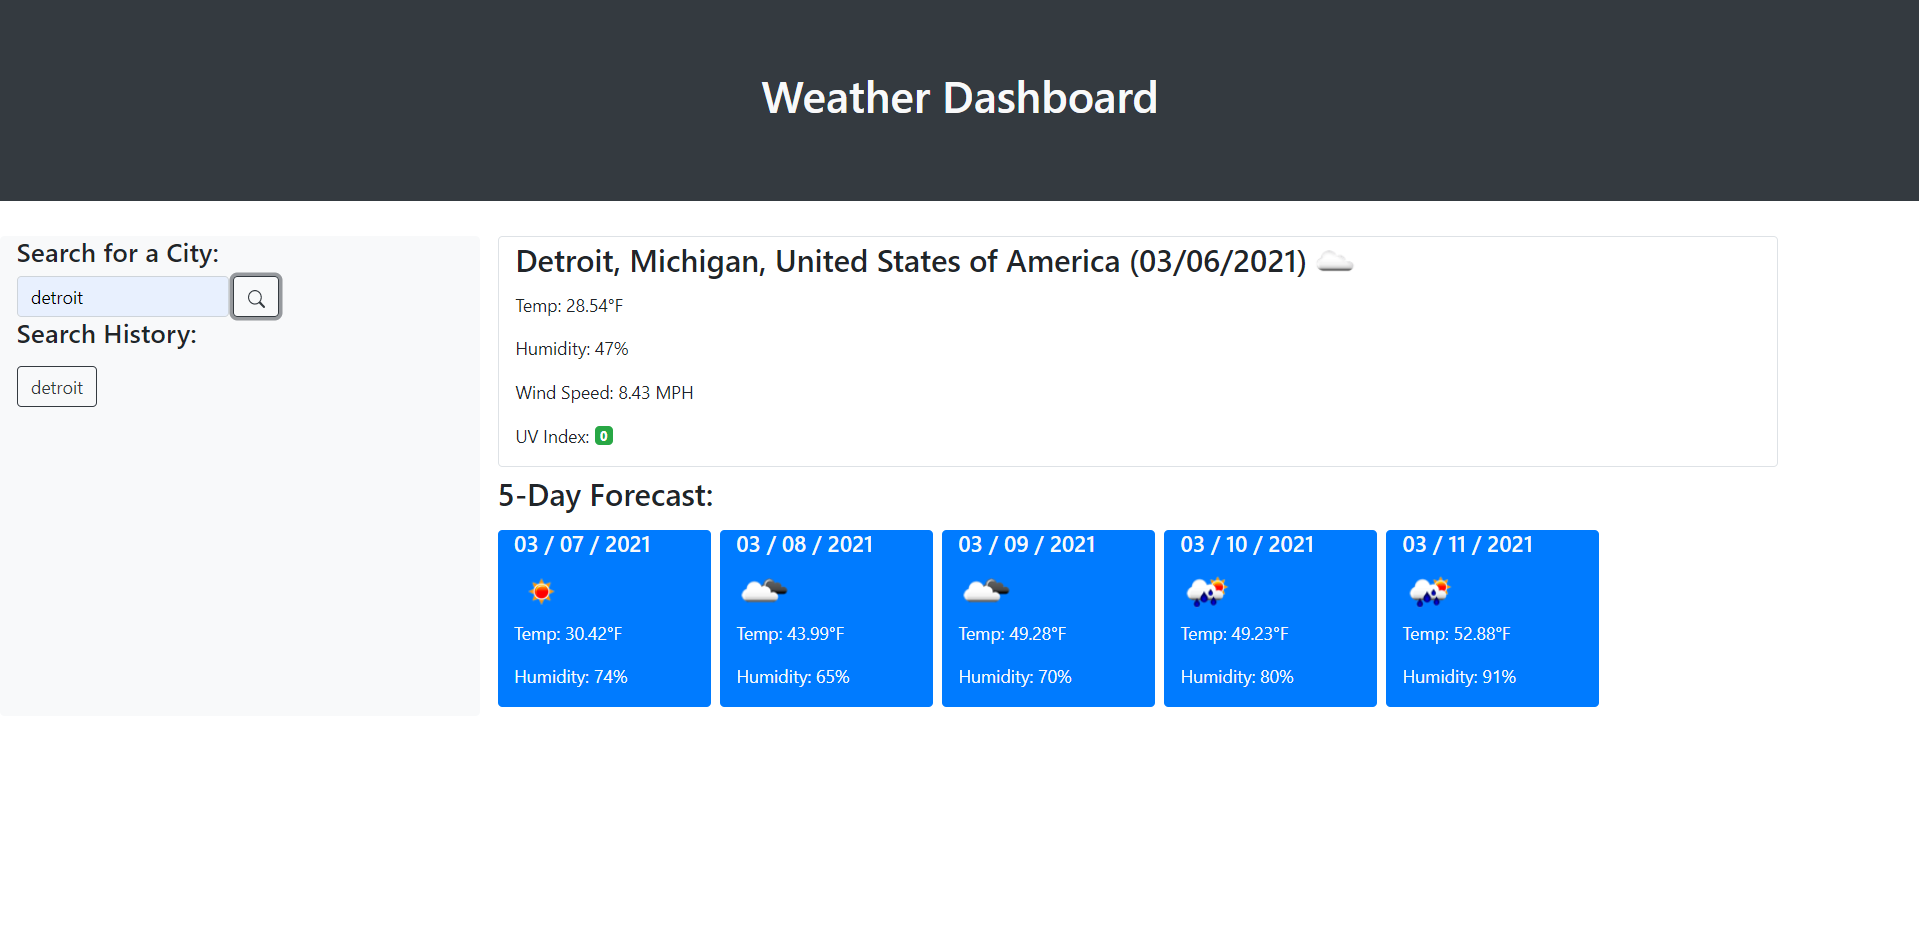 Weather Dashboard
Search for a City:
detroit
Search History:
detroit
Detroit, Michigan, United States of America (03/06/2021)
Temp: 28.54°F
Humidity: 47%
Wind Speed: 8.43 MPH
UV Index: 0
5-Day Forecast:
03 / 07 / 2021
Temp: 30.42°F
Humidity: 74%
03 / 08 / 2021
Temp: 43.99°F
Humidity: 65%
03 / 09 / 2021
Temp: 49.28°F
Humidity: 70%
03 / 10 / 2021
Temp: 49.23°F
Humidity: 80%
03 / 11 / 2021
Temp: 52.88°F
Humidity: 91%